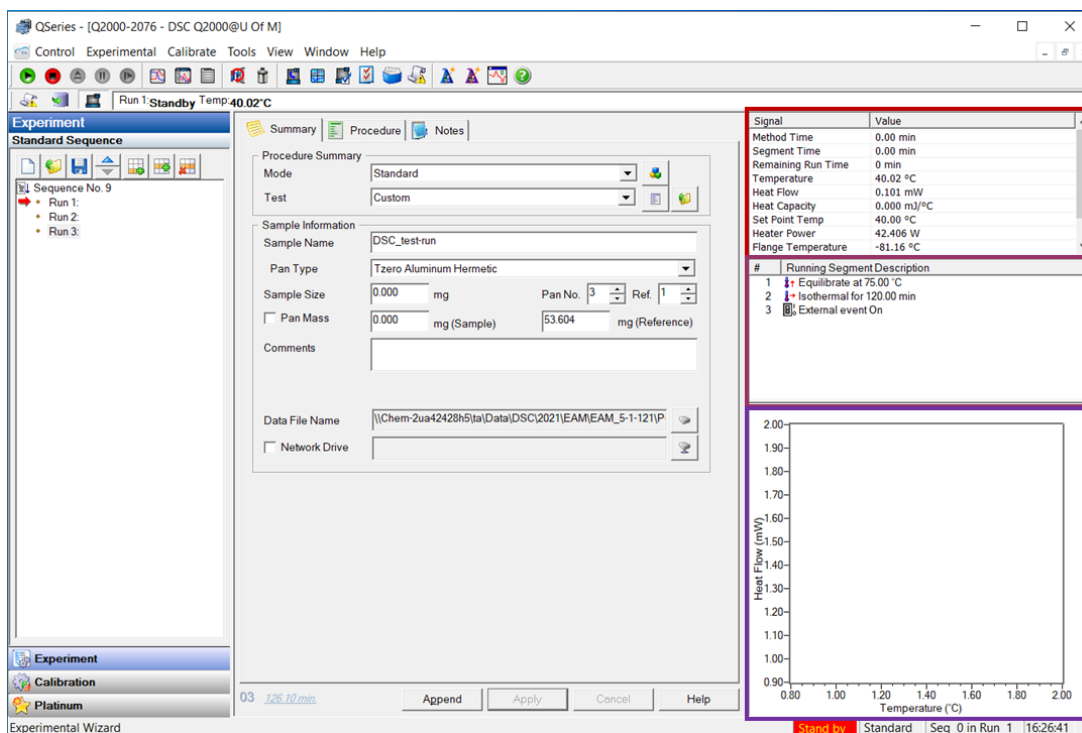 QSeries - [Q2000-2076 - DSC Q2000@U Of M]
Control Experimental Calibrate Tools View Window Help
Run 1: Standby Temp: 40.02°C
Experiment
Standard Sequence
Sequence No. 9
Run 1:
Run 2:
Run 3:
Experiment
Calibration
Platinum
Summary Procedure Notes
Procedure Summary
Mode Standard
Test Custom
Sample Information
Sample Name DSC_test-run
Pan Type Tzero Aluminum Hermetic
Sample Size 0.000 mg Pan No. 3 Ref. 1
Pan Mass 0.000 mg (Sample) 53.604 mg (Reference)
Comments
Data File Name \\Chem-2ua42428h5\ta\Data\DSC\2021\EAM\EAM_5-1-121\P
Network Drive
03 126.10 min.
Append Apply Cancel Help
Signal Value
Method Time 0.00 min
Segment Time 0.00 min
Remaining Run Time 0 min
Temperature 40.02 °C
Heat Flow 0.101 mW
Heat Capacity 0.000 mJ/°C
Set Point Temp 40.00 °C
Heater Power 42.406 W
Flange Temperature -81.16 °C
# Running Segment Description
1 Equilibrate at 75.00 °C
2 Isothermal for 120.00 min
3 External event On
2.00
1.80
1.70
1.60
1.50
1.40
1.30
1.20
1.10
1.00
0.90
Heat Flow (mW)
0.80 1.00 1.20 1.40 1.60 1.80 2.00
Temperature (°C)
Experimental Wizard
Stand by Standard Seq 0 in Run 1 16:26:41